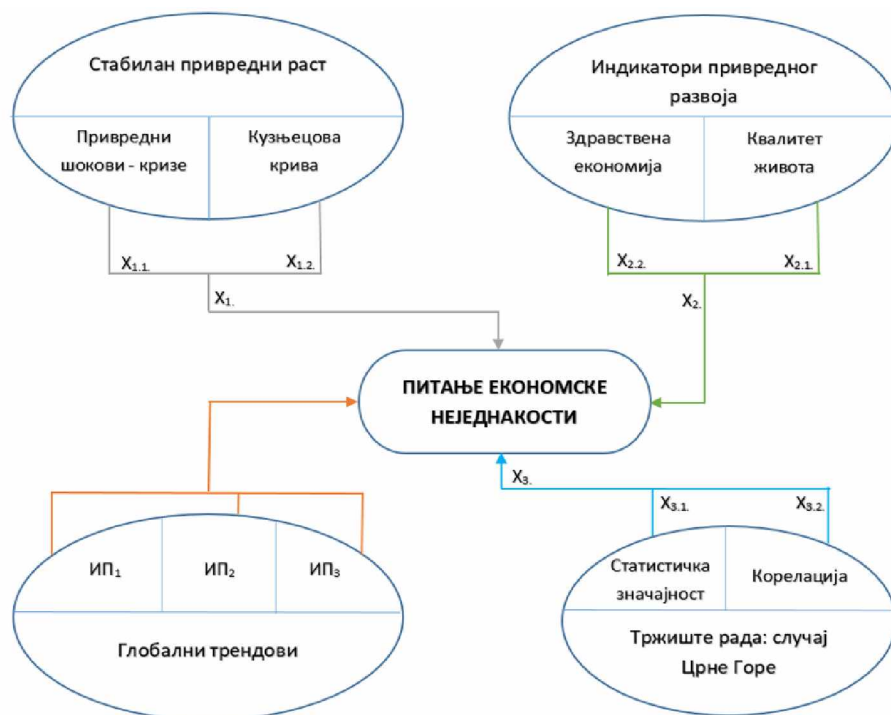 Стабилан привредни раст
Привредни
шокови - кризе
Кузњецова
крива
Индикатори привредног
развоја
Здравствена
економија
Квалитет
живота
X1.1.
X1.2.
X1.
X2.2.
X2.1.
X2.
ПИТАЊЕ ЕКОНОМСКЕ
НЕЈЕДНАКОСТИ
X3.
X3.1.
X3.2.
ИП1
ИП2
ИП3
Глобални трендови
Статистичка
значајност
Корелација
Тржиште рада: случај
Црне Горе